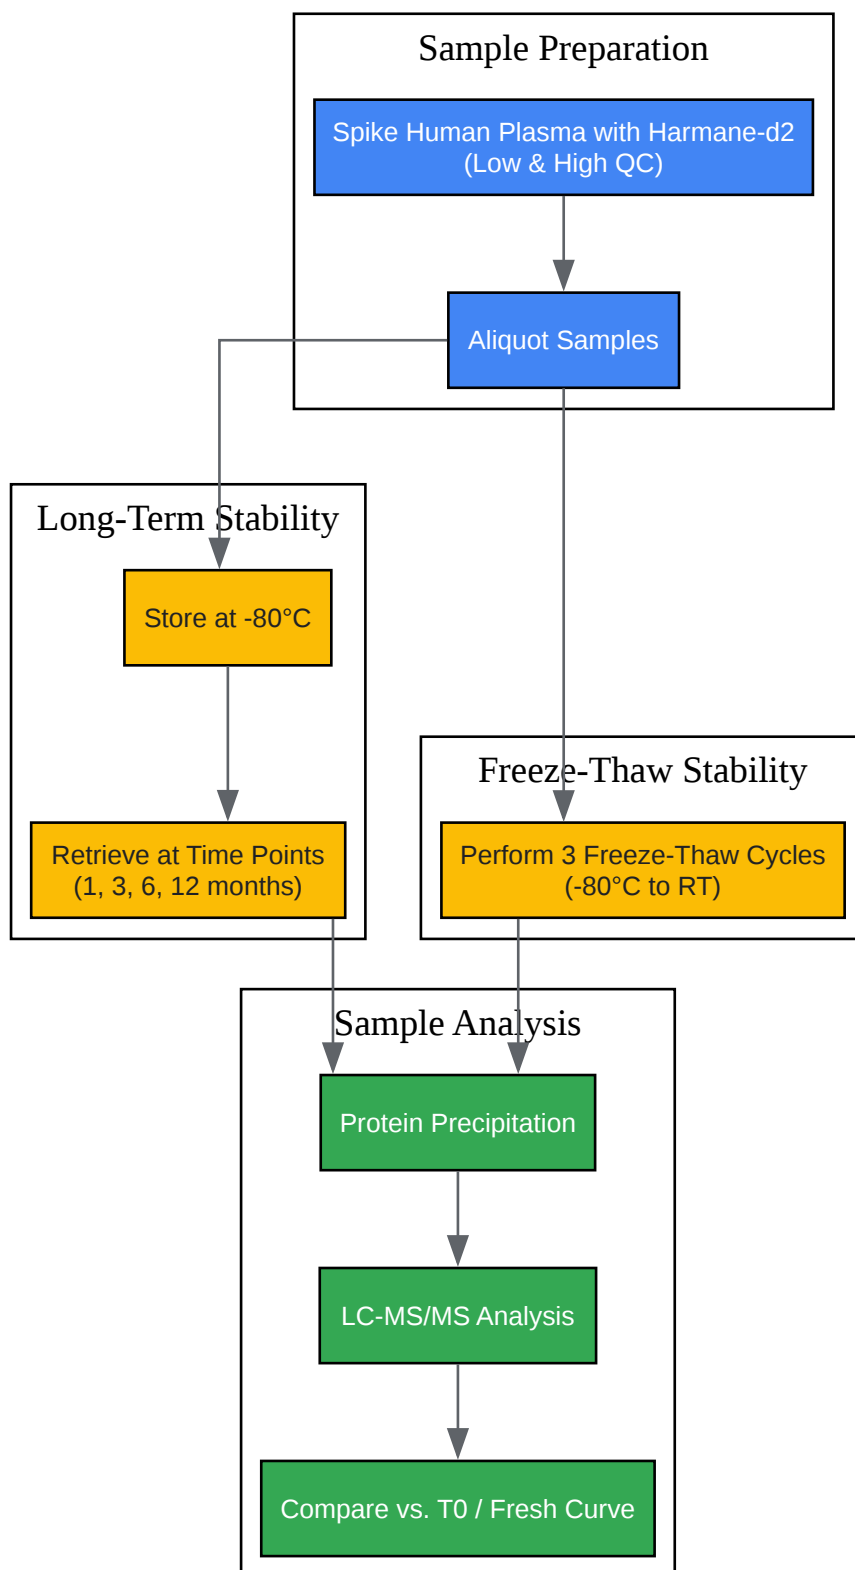 Sample Preparation
Spike Human Plasma with Harmane-d2
(Low & High QC)
Aliquot Samples
Long-Term Stability
Store at -80°C
Retrieve at Time Points
(1, 3, 6, 12 months)
Freeze-Thaw Stability
Perform 3 Freeze-Thaw Cycles
(-80°C to RT)
Sample Analysis
Protein Precipitation
LC-MS/MS Analysis
Compare vs. T0 / Fresh Curve